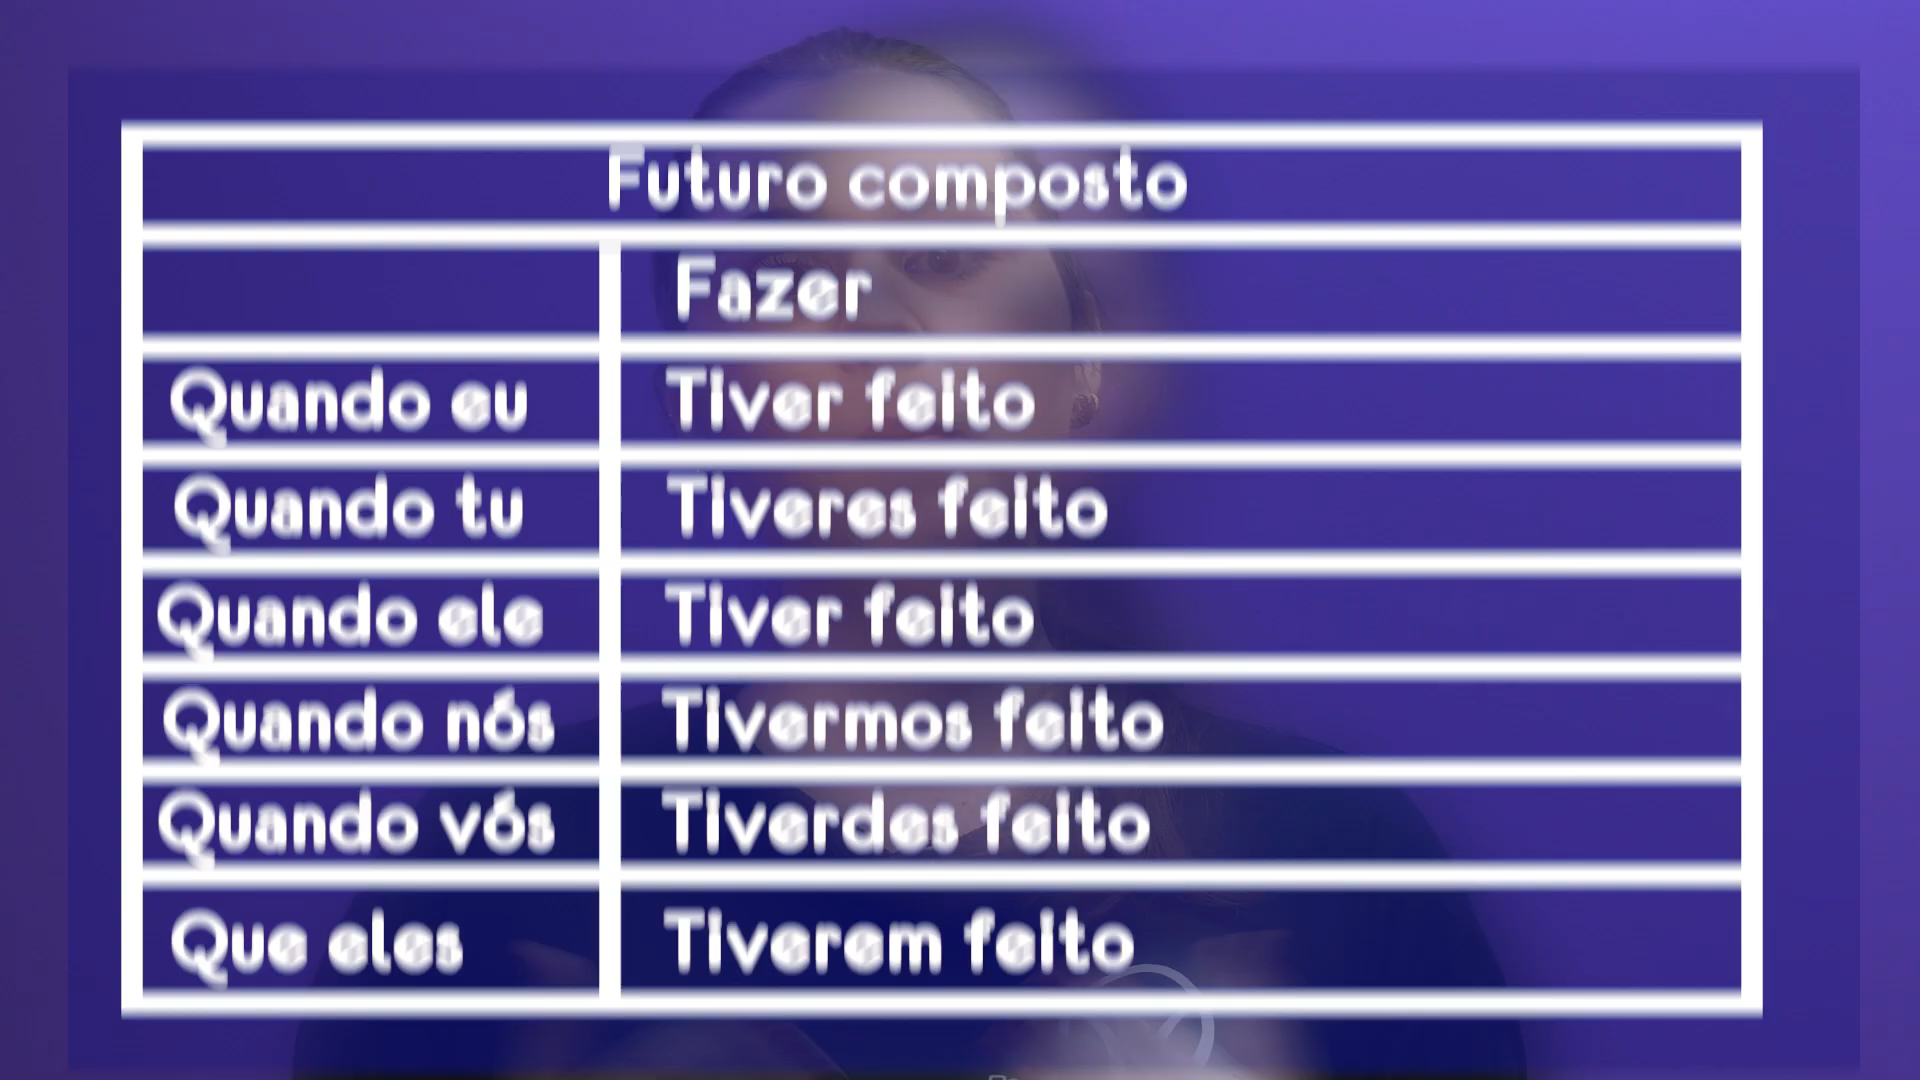 Futuro composto
Fazer
Quando eu Tiver feito
Quando tu Tiveres feito
Quando ele Tiver feito
Quando nós Tivermos feito
Quando vós Tiverdes feito
Que eles Tiverem feito